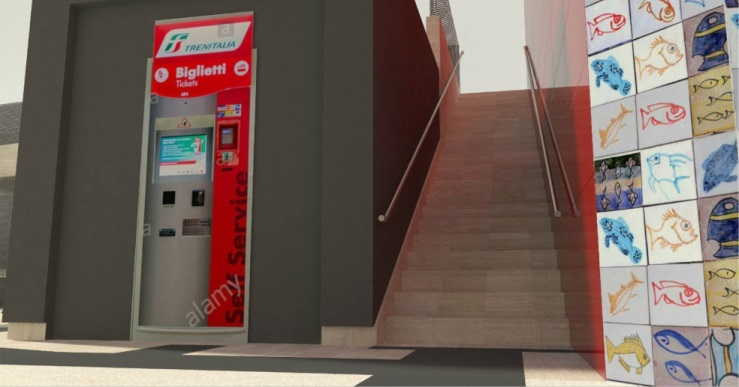 TRENITALIA
Biglietti
Tickets
Self Service
alamy